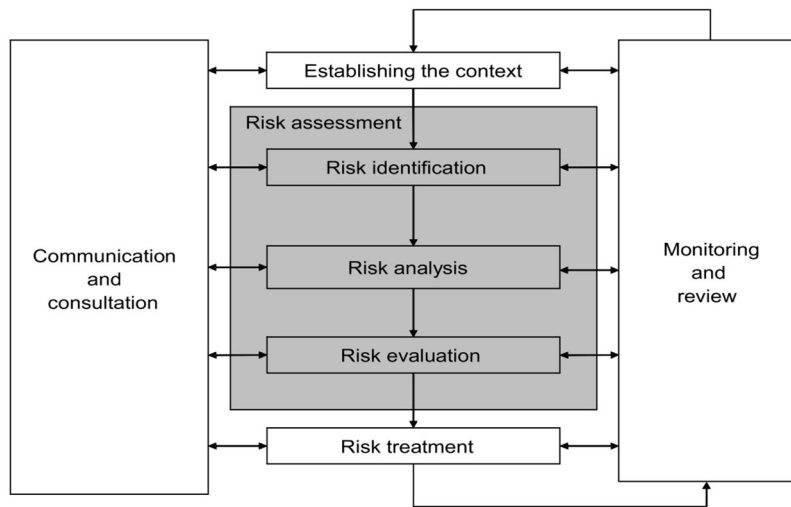 Establishing the context
Risk assessment
Risk identification
Communication
and
consultation
Risk analysis
Monitoring
and
review
Risk evaluation
Risk treatment